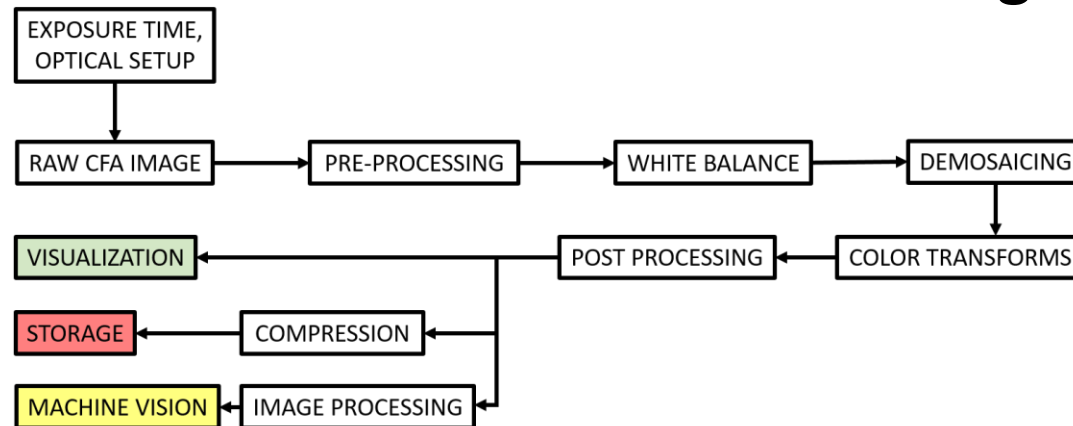 EXPOSURE TIME,
OPTICAL SETUP
RAW CFA IMAGE
PRE-PROCESSING
WHITE BALANCE
DEMOSAICING
VISUALIZATION
POST PROCESSING
COLOR TRANSFORMS
STORAGE
COMPRESSION
MACHINE VISION
IMAGE PROCESSING